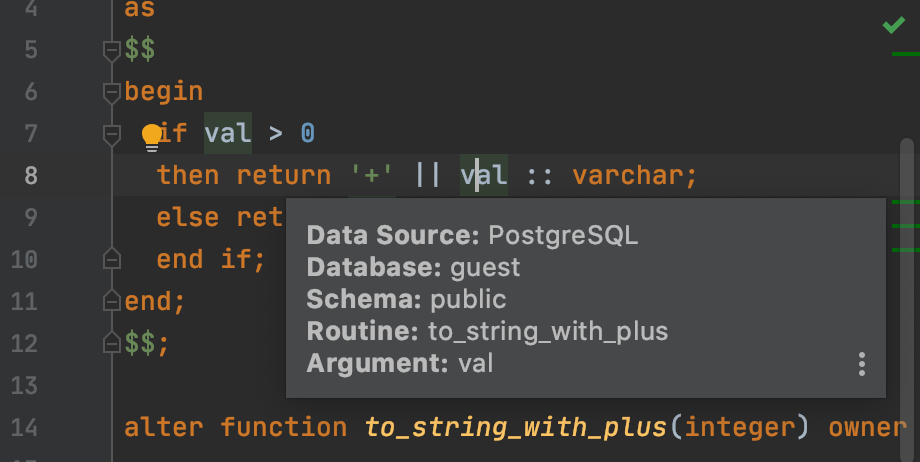 4 as
5 $$
6 begin
7 if val > 0
8 then return '+' || val :: varchar;
9 else ret
Data Source: PostgreSQL
Database: guest
Schema: public
Routine: to_string_with_plus
Argument: val
10 end if;
11 end;
12 $$;
13
14 alter function to_string_with_plus(integer) owner